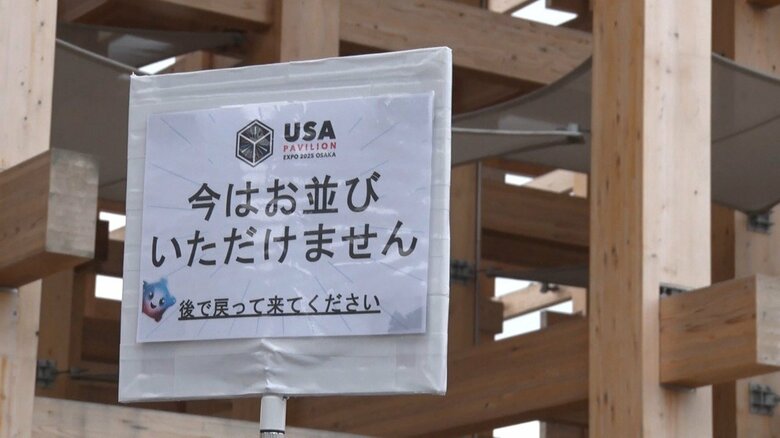 USA
PAVILION
EXPO 2025 OSAKA
今はお並び
いただけません
後で戻って来てください